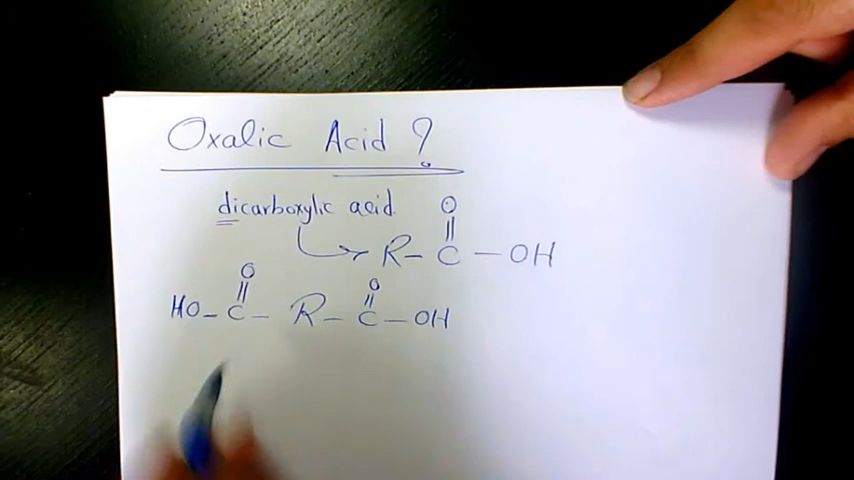 Oxalic Acid ?
dicarboxylic acid.
O
R - C - OH
O O
HO - C - R - C - OH